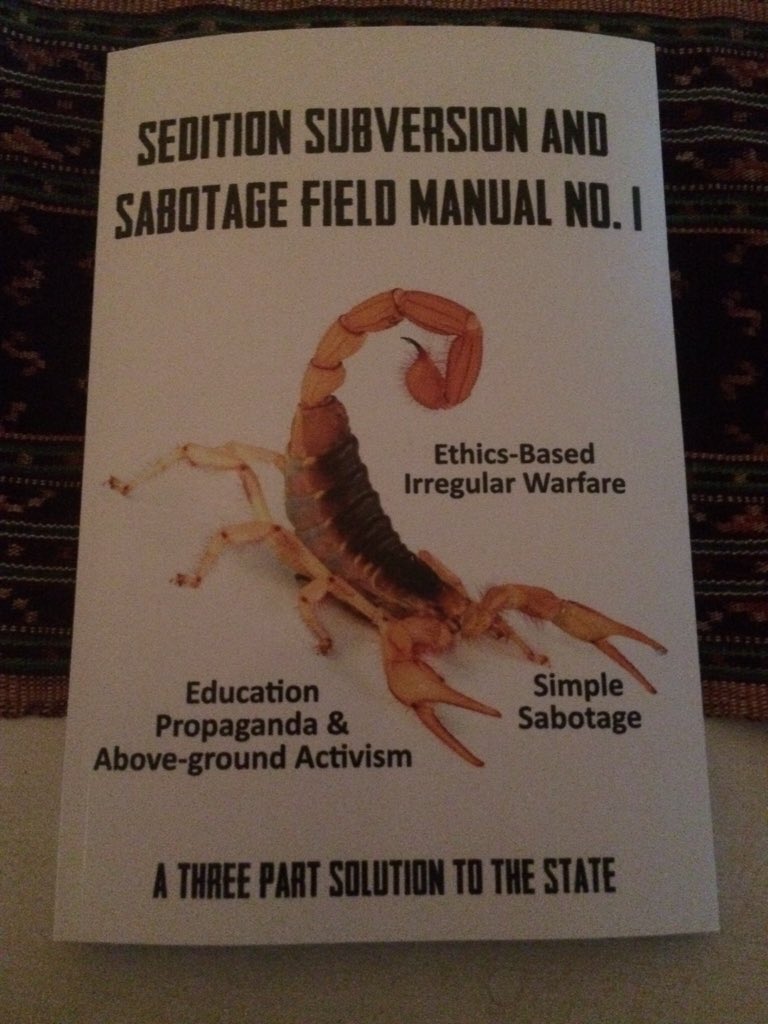 SEDITION SUBVERSION AND
SABOTAGE FIELD MANUAL NO. 1
Ethics-Based
Irregular Warfare
Education
Propaganda &
Above-ground Activism
Simple
Sabotage
A THREE PART SOLUTION TO THE STATE